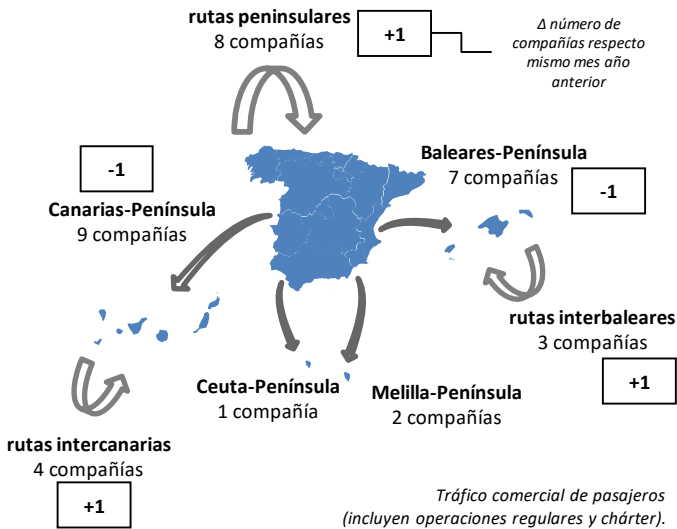 rutas peninsulares
8 compañías
+1
Δ número de
compañías respecto
mismo mes año
anterior
-1
Canarias-Península
9 compañías
Baleares-Península
7 compañías
-1
rutas interbaleares
3 compañías
+1
Ceuta-Península
1 compañía
Melilla-Península
2 compañías
rutas intercanarias
4 compañías
+1
Tráfico comercial de pasajeros
(incluyen operaciones regulares y chárter).